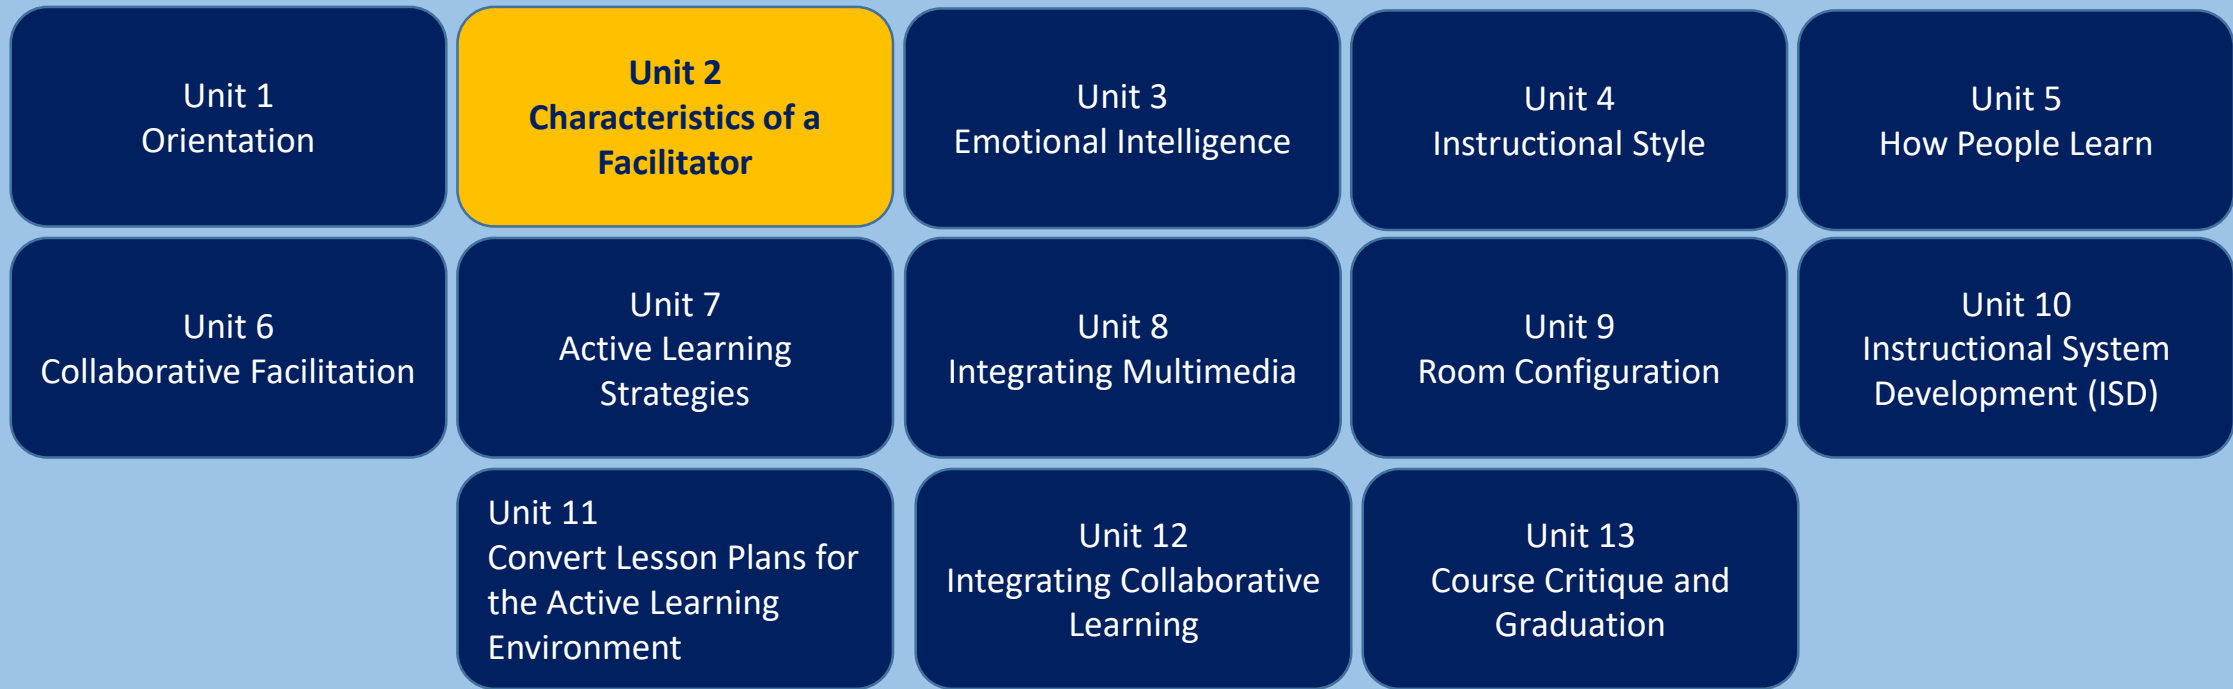 Unit 1
Orientation
Unit 2
Characteristics of a
Facilitator
Unit 3
Emotional Intelligence
Unit 4
Instructional Style
Unit 5
How People Learn
Unit 6
Collaborative Facilitation
Unit 7
Active Learning
Strategies
Unit 8
Integrating Multimedia
Unit 9
Room Configuration
Unit 10
Instructional System
Development (ISD)
Unit 11
Convert Lesson Plans for
the Active Learning
Environment
Unit 12
Integrating Collaborative
Learning
Unit 13
Course Critique and
Graduation